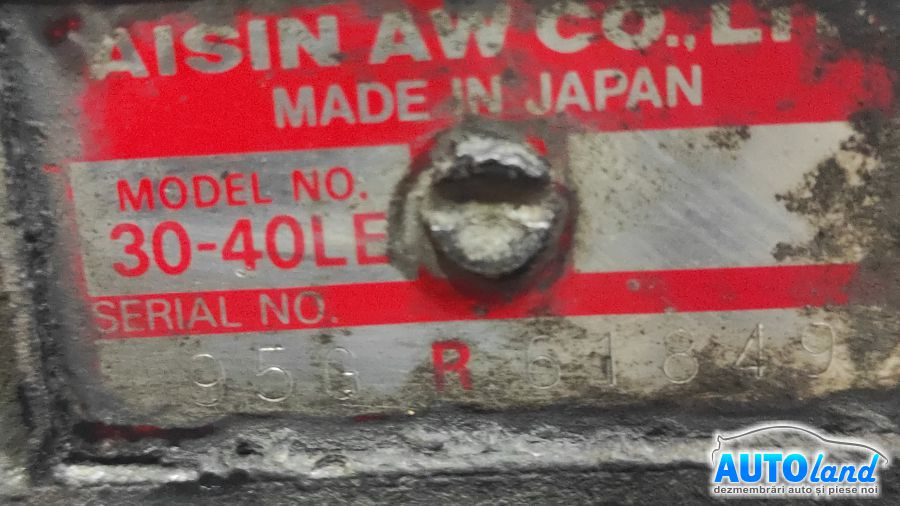 AISIN AW CO., LT
MADE IN JAPAN
MODEL NO.
30-40LE
SERIAL NO.
95G R 61849
AUTOland
dezmembrări auto și piese noi